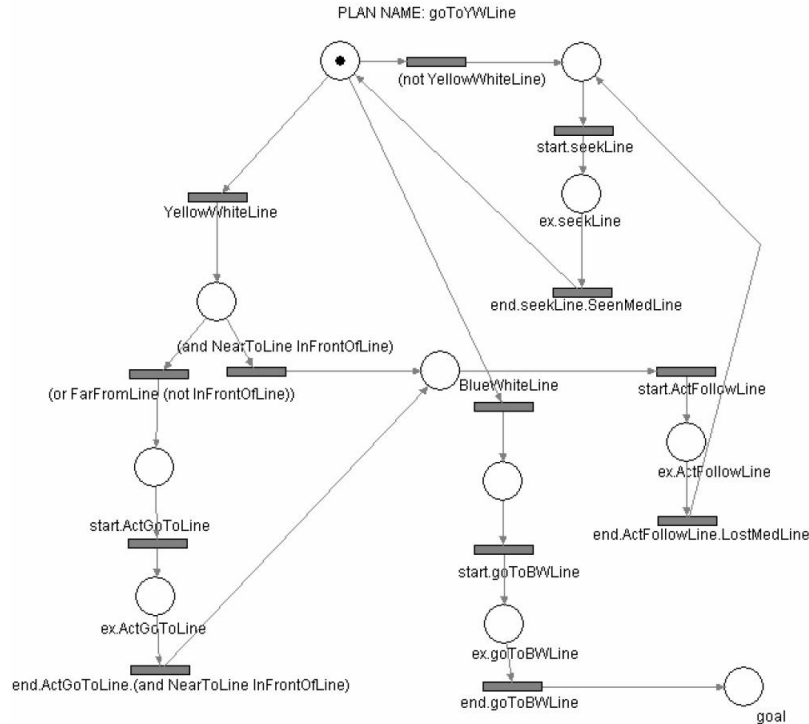 PLAN NAME: goToYWLine
(not YellowWhiteLine)
start.seekLine
YellowWhiteLine
ex.seekLine
end.seekLine.SeenMedLine
(and NearToLine InFrontOfLine)
(or FarFromLine (not InFrontOfLine))
BlueWhiteLine
start.ActFollowLine
ex.ActFollowLine
start.ActGoToLine
end.ActFollowLine.LostMedLine
start.goToBWLine
ex.ActGoToLine
ex.goToBWLine
end.ActGoToLine.(and NearToLine InFrontOfLine)
end.goToBWLine
goal